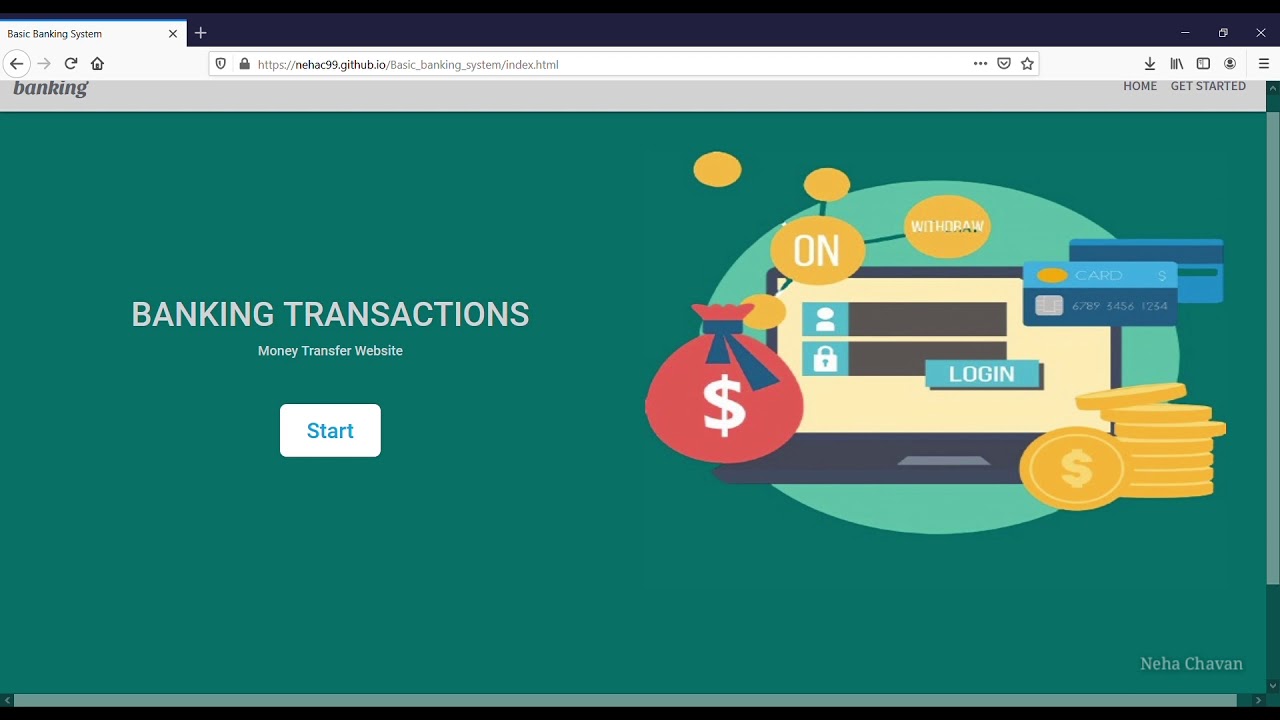 Basic Banking System
https://nehac99.github.io/Basic_banking_system/index.html
banking
HOME GET STARTED
BANKING TRANSACTIONS
Money Transfer Website
Start
ON
WITHDRAW
CARD $
6789 3456 1234
LOGIN
$
$
Neha Chavan